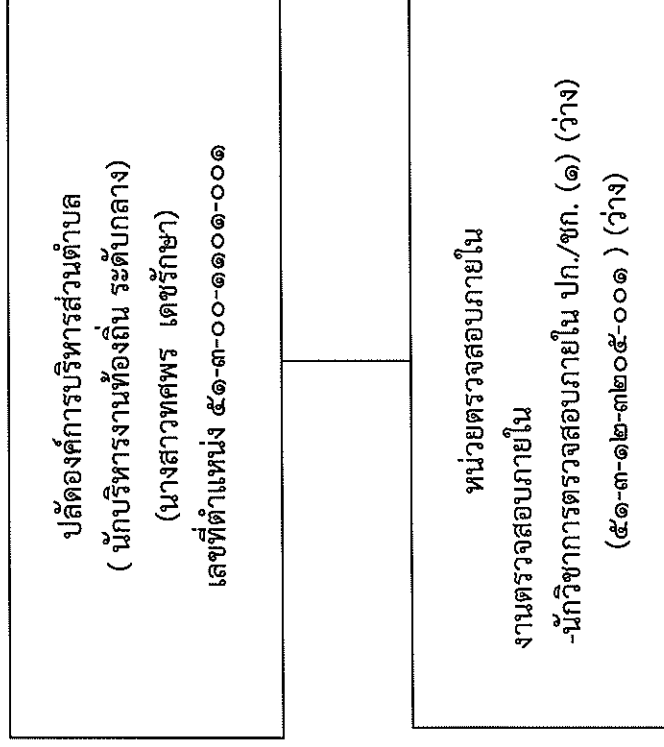 ปลัดองค์การบริหารส่วนตำบล
( นักบริหารงานท้องถิ่น ระดับกลาง)
(นางสาวทศพร เดชรักษา)
เลขที่ตำแหน่ง ๕๑-๓-๐๐-๑๑๐๑-๐๐๑
หน่วยตรวจสอบภายใน
งานตรวจสอบภายใน
-นักวิชาการตรวจสอบภายใน ปก./ชก. (๑) (ว่าง)
(๕๑-๓-๑๒-๓๒๐๕-๐๐๑ ) (ว่าง)